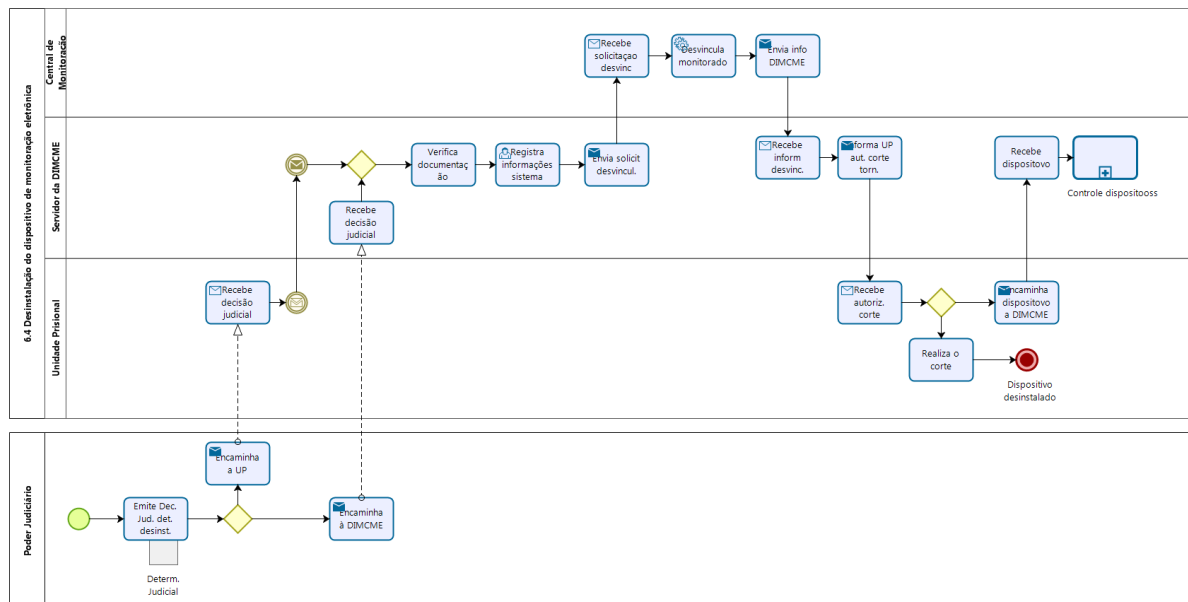 6.4 Desinstalação do dispositivo de monitoração eletrônica
Central de
Monitoração
Recebe
solicitaçao
desvinc
Desvincula
monitorado
Envia info
DIMCME
Servidor da DIMCME
Verifica
documentaç
ão
Registra
informações
sistema
Envia solicit
desvincul.
Recebe
inform
desvinc.
forma UP
aut. corte
torn.
Recebe
dispositovo
Controle dispositooss
Recebe
decisão
judicial
Unidade Prisional
Recebe
decisão
judicial
Recebe
autoriz.
corte
Encaminha
dispositovo
a DIMCME
Realiza o
corte
Dispositivo
desinstalado
Poder Judiciário
Encaminha
a UP
Emite Dec.
Jud. det.
desinst.
Encaminha
à DIMCME
Determ.
Judicial